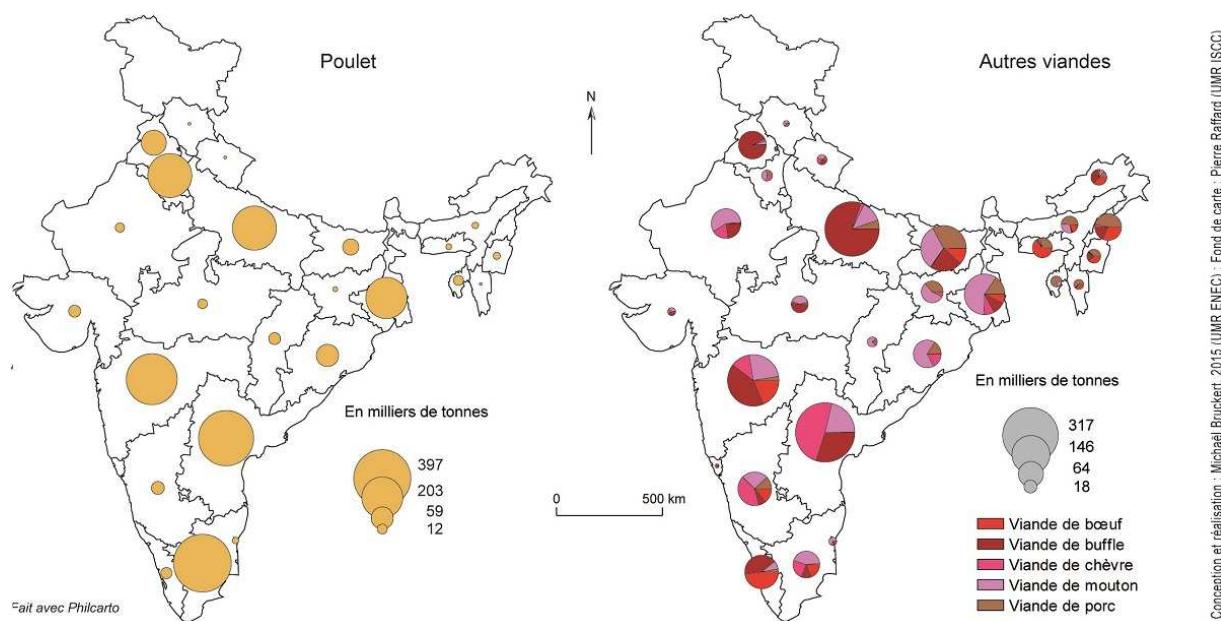 Poulet
Autres viandes
N
En milliers de tonnes
397
203
59
12
En milliers de tonnes
317
146
64
18
0 500 km
Viande de bœuf
Viande de buffle
Viande de chèvre
Viande de mouton
Viande de porc
Fait avec Philcarto
Conception et réalisation : Michaël Bruckert, 2015 (UMR ENEC) ; Fond de carte : Pierre Raffard (UMR ISCC)